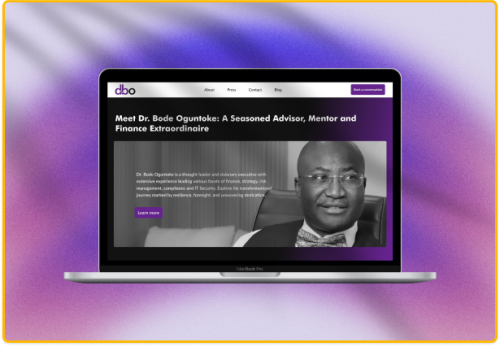 dbo
About Press Contact Blog Start a conversation
Meet Dr. Bode Oguntoke: A Seasoned Advisor, Mentor and
Finance Extraordinaire
Dr. Bode Oguntoke is a thought leader and visionary executive with
extensive experience leading various facets of finance, strategy, risk
management, compliance and IT Security. Explore his transformational
journey marked by resilience, foresight, and unwavering dedication.
Learn more
MacBook Pro